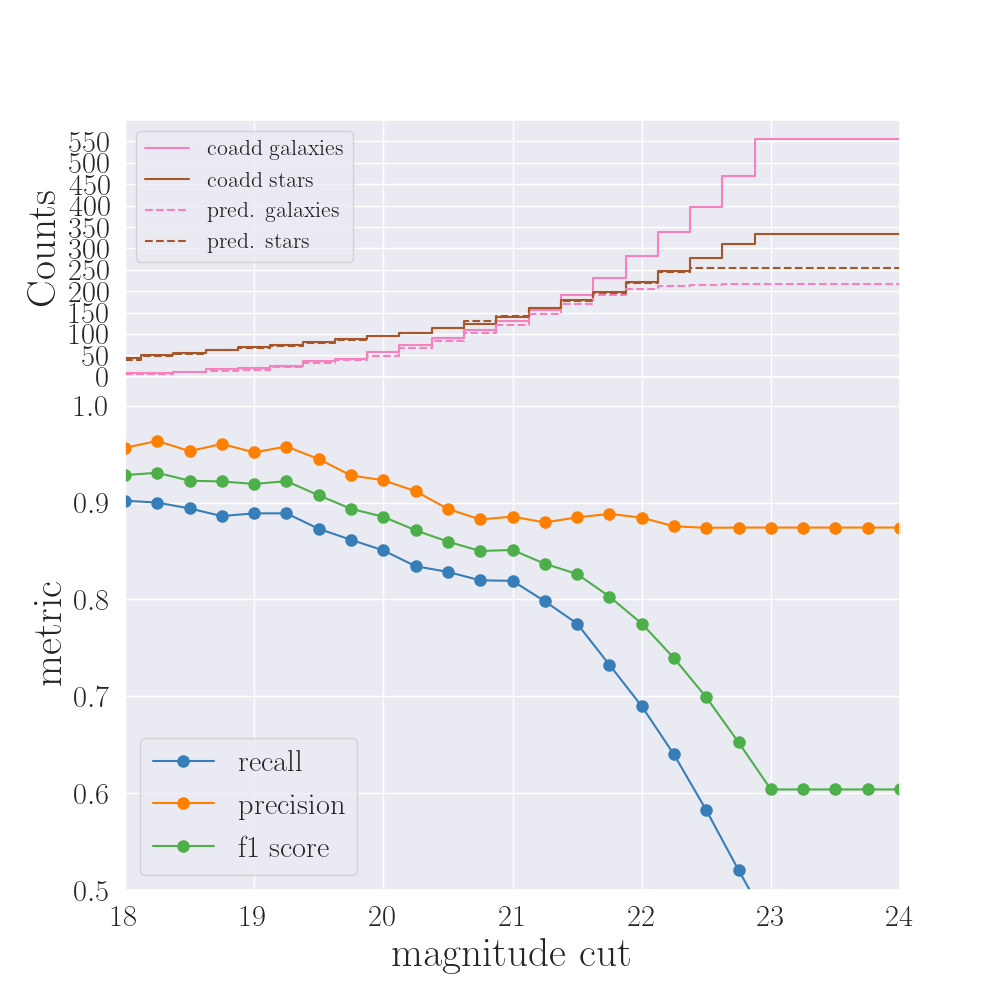 550
500
450
400
350
300
250
200
150
100
50
0
Counts
coadd galaxies
coadd stars
pred. galaxies
pred. stars
1.0
0.9
0.8
0.7
0.6
0.5
metric
recall
precision
f1 score
18 19 20 21 22 23 24
magnitude cut